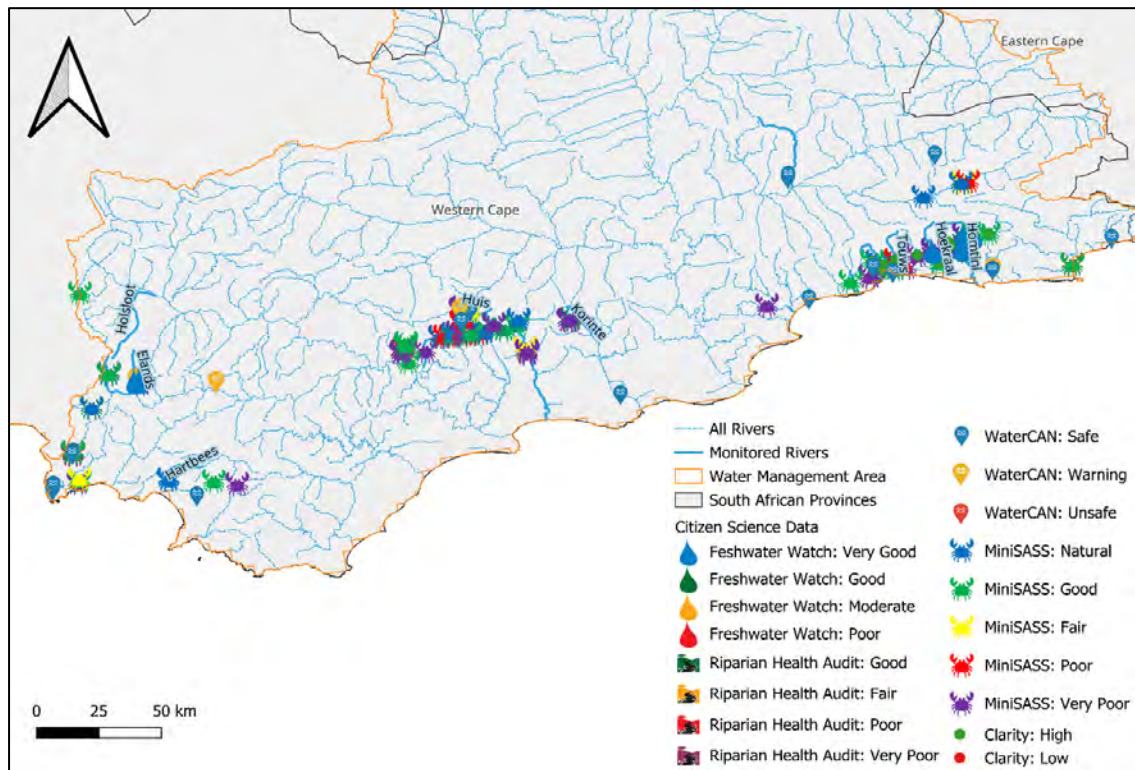 Eastern Cape
Western Cape
Touws
Hoekraal
Homtini
Huis
Korinte
Holsloot
Elands
Hartbees
All Rivers
Monitored Rivers
Water Management Area
South African Provinces
Citizen Science Data
Feshwater Watch: Very Good
Freshwater Watch: Good
Freshwater Watch: Moderate
Freshwater Watch: Poor
Riparian Health Audit: Good
Riparian Health Audit: Fair
Riparian Health Audit: Poor
Riparian Health Audit: Very Poor
WaterCAN: Safe
WaterCAN: Warning
WaterCAN: Unsafe
MiniSASS: Natural
MiniSASS: Good
MiniSASS: Fair
MiniSASS: Poor
MiniSASS: Very Poor
Clarity: High
Clarity: Low
0 25 50 km